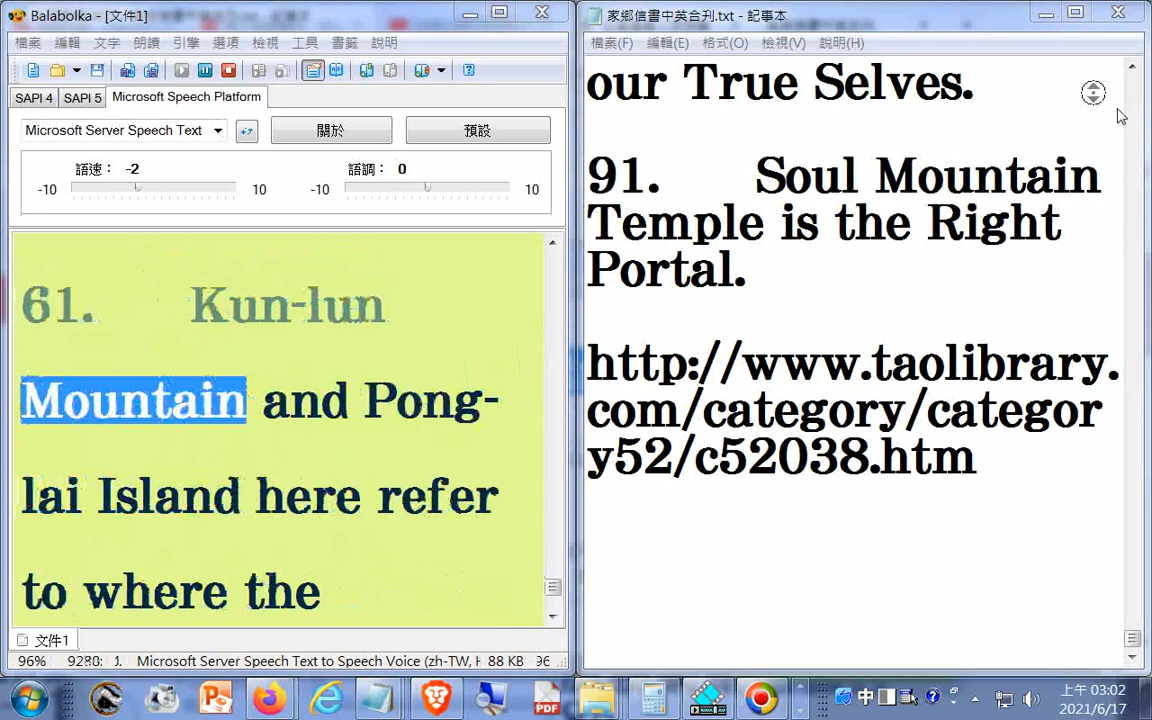 Balabolka - [文件1]
檔案 編輯 文字 朗讀 引擎 選項 檢視 工具 書籤 說明
SAPI 4 SAPI 5 Microsoft Speech Platform
Microsoft Server Speech Text 關於 預設
語速： -2 語調： 0
-10 10 -10 10
61. Kun-lun
Mountain and Pong-
lai Island here refer
to where the
文件1
96% Microsoft Server Speech Text to Speech Voice (zh-TW, H 88 KB 96
家鄉信書中英合刋.txt - 記事本
檔案(F) 編輯(E) 格式(O) 檢視(V) 說明(H)
our True Selves.
91. Soul Mountain
Temple is the Right
Portal.
http://www.taolibrary.
com/category/categor
y52/c52038.htm
PDF
中
上午 03:02
2021/6/17